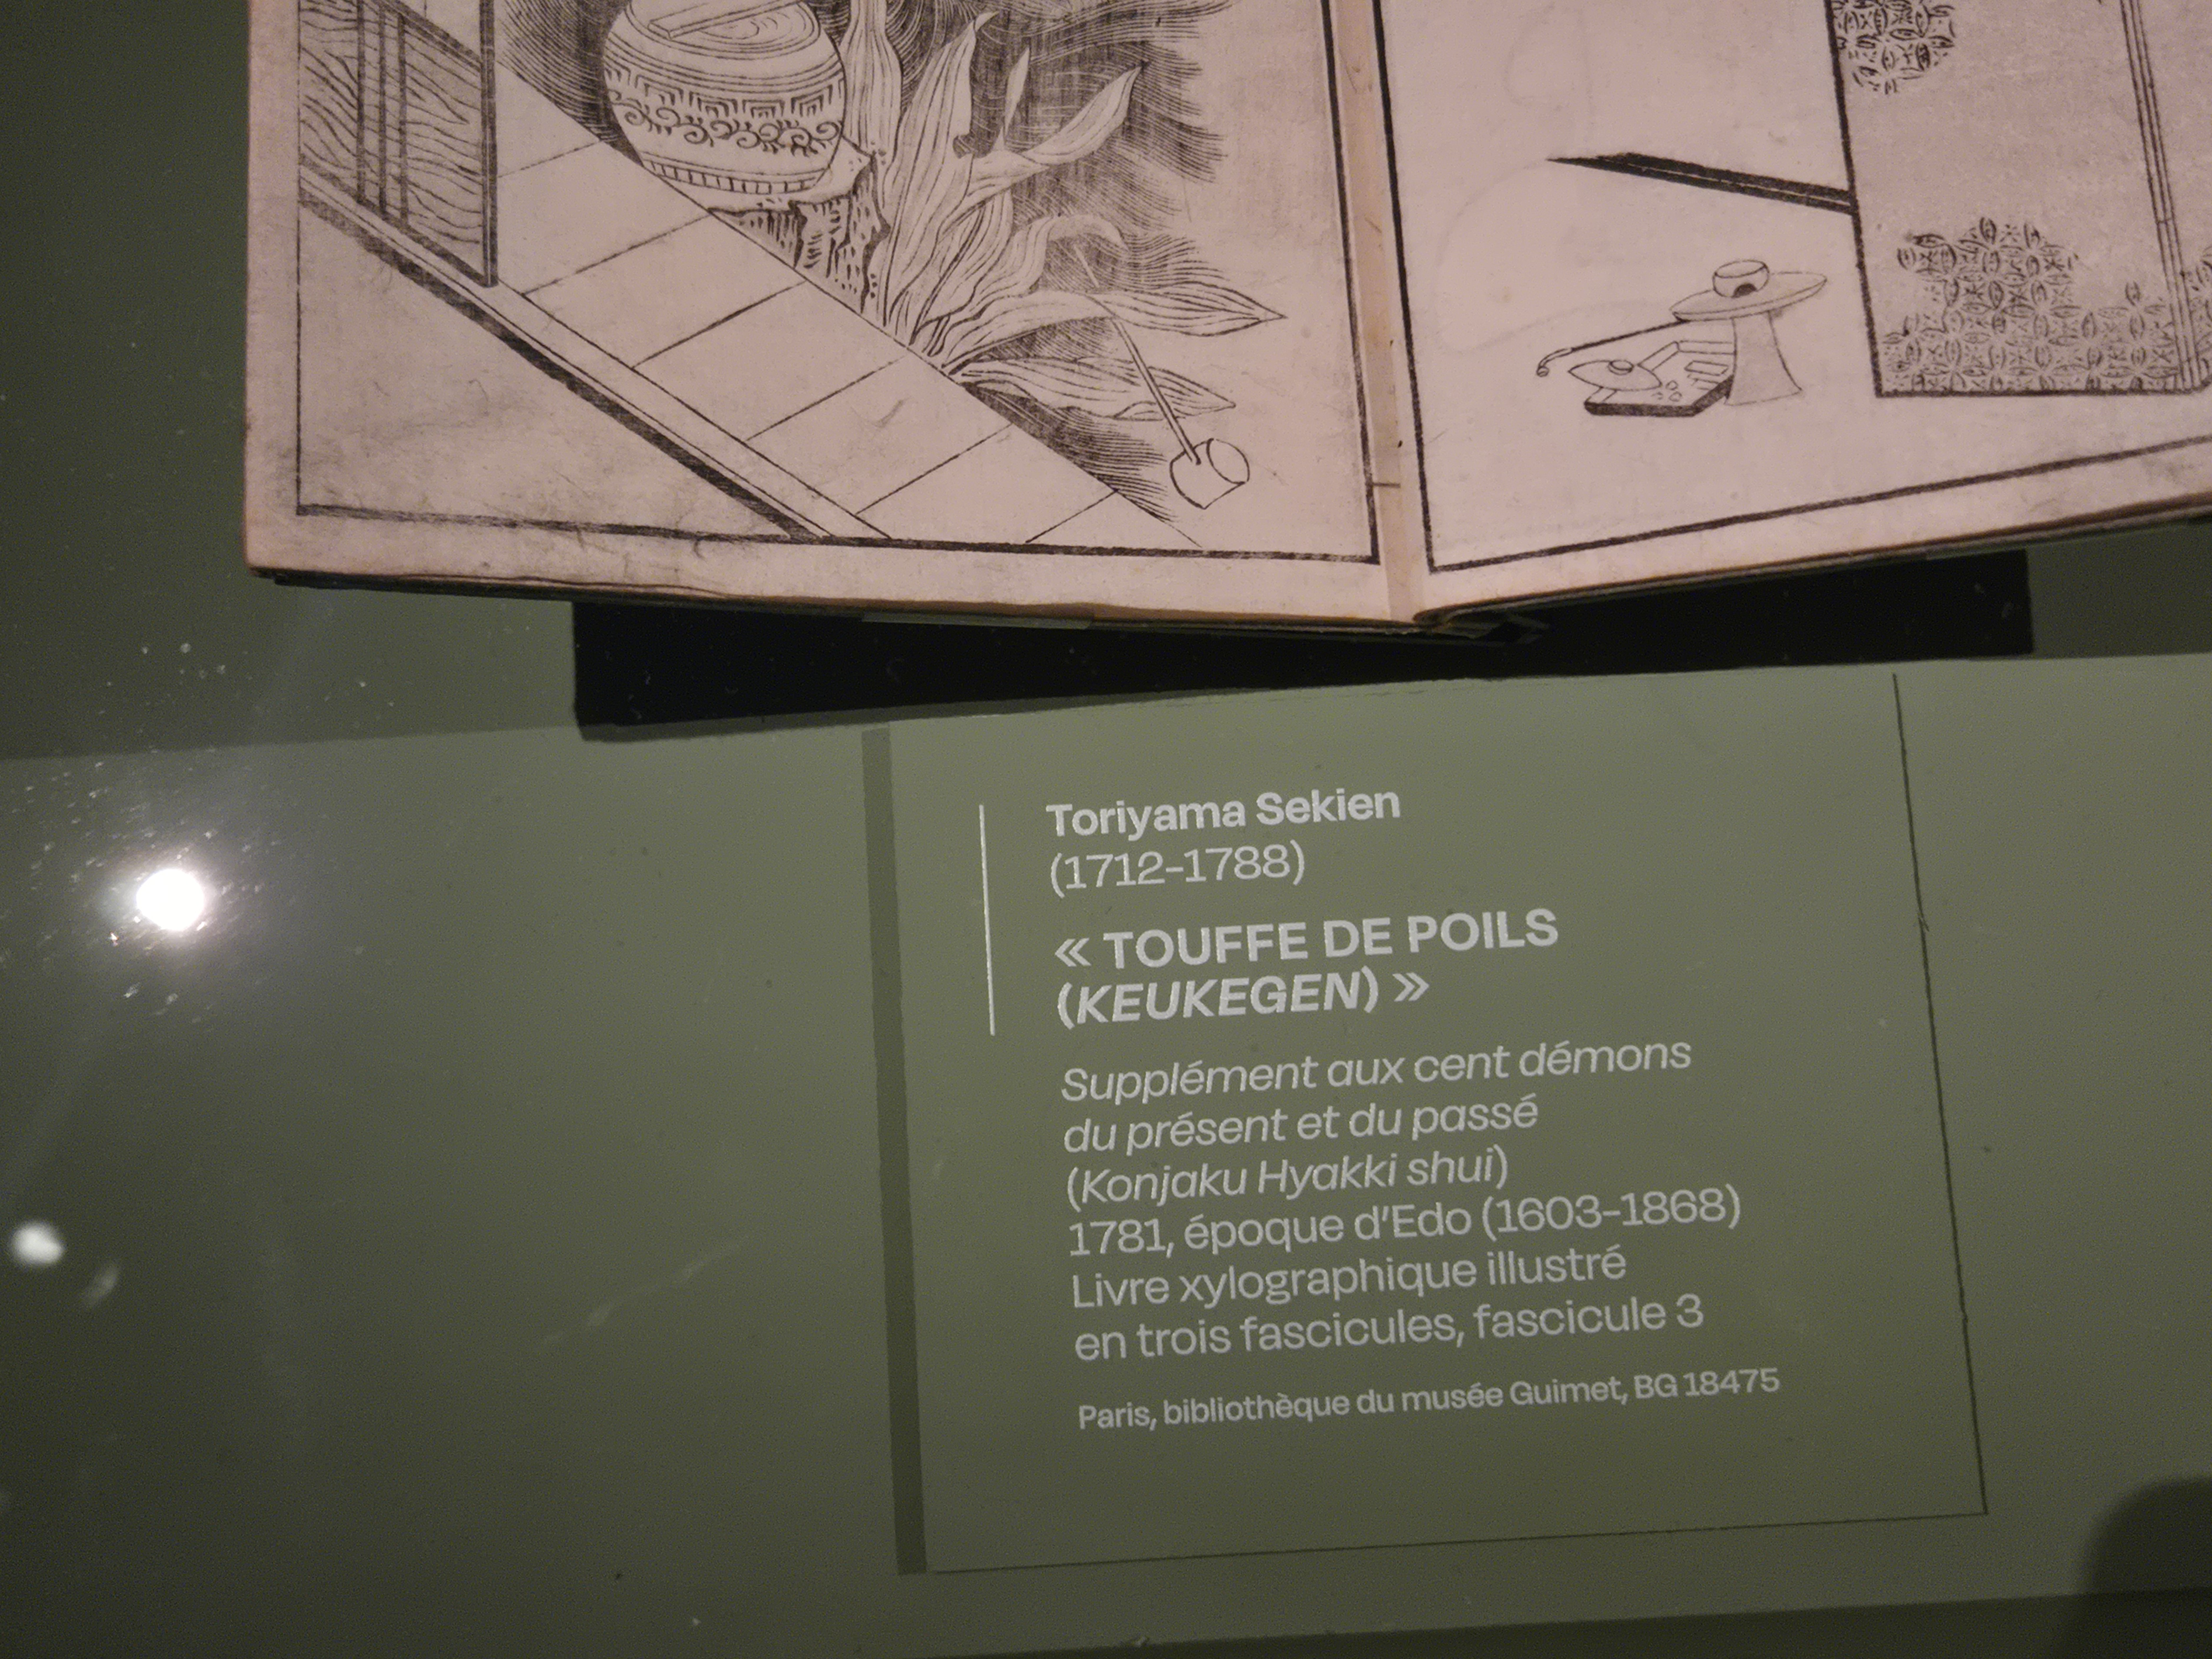 Toriyama Sekien
(1712-1788)
« TOUFFE DE POILS
(KEUKEGEN) »
Supplément aux cent démons
du présent et du passé
(Konjaku Hyakki shui)
1781, époque d'Edo (1603-1868)
Livre xylographique illustré
en trois fascicules, fascicule 3
Paris, bibliothèque du musée Guimet, BG 18475